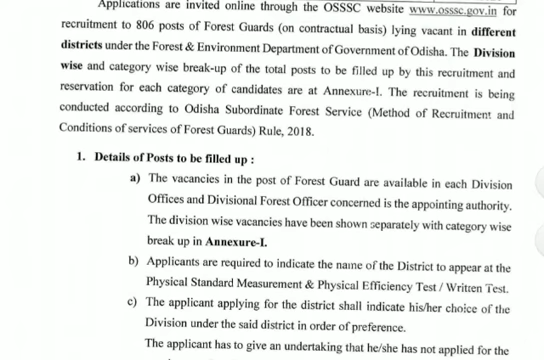 Applications are invited online through the OSSSC website www.osssc.gov.in for
recruitment to 806 posts of Forest Guards (on contractual basis) lying vacant in different
districts under the Forest & Environment Department of Government of Odisha. The Division
wise and category wise break-up of the total posts to be filled up by this recruitment and
reservation for each category of candidates are at Annexure-I. The recruitment is being
conducted according to Odisha Subordinate Forest Service (Method of Recruitment and
Conditions of services of Forest Guards) Rule, 2018.
1. Details of Posts to be filled up :
a) The vacancies in the post of Forest Guard are available in each Division
Offices and Divisional Forest Officer concerned is the appointing authority.
The division wise vacancies have been shown separately with category wise
break up in Annexure-I.
b) Applicants are required to indicate the name of the District to appear at the
Physical Standard Measurement & Physical Efficiency Test / Written Test.
c) The applicant applying for the district shall indicate his/her choice of the
Division under the said district in order of preference.
The applicant has to give an undertaking that he/she has not applied for the